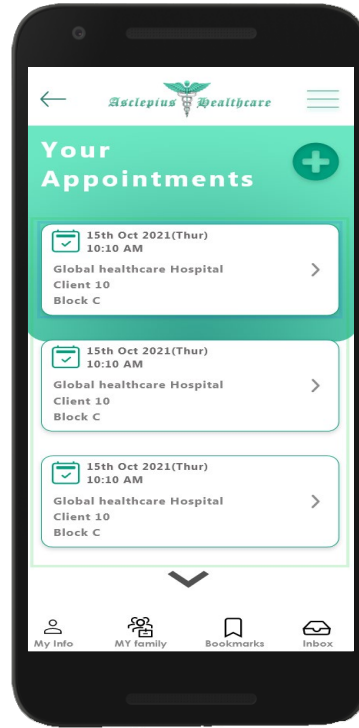 Asclepius Healthcare
Your
Appointments
15th Oct 2021(Thur)
10:10 AM
Global healthcare Hospital
Client 10
Block C
15th Oct 2021(Thur)
10:10 AM
Global healthcare Hospital
Client 10
Block C
15th Oct 2021(Thur)
10:10 AM
Global healthcare Hospital
Client 10
Block C
My Info MY family Bookmarks Inbox